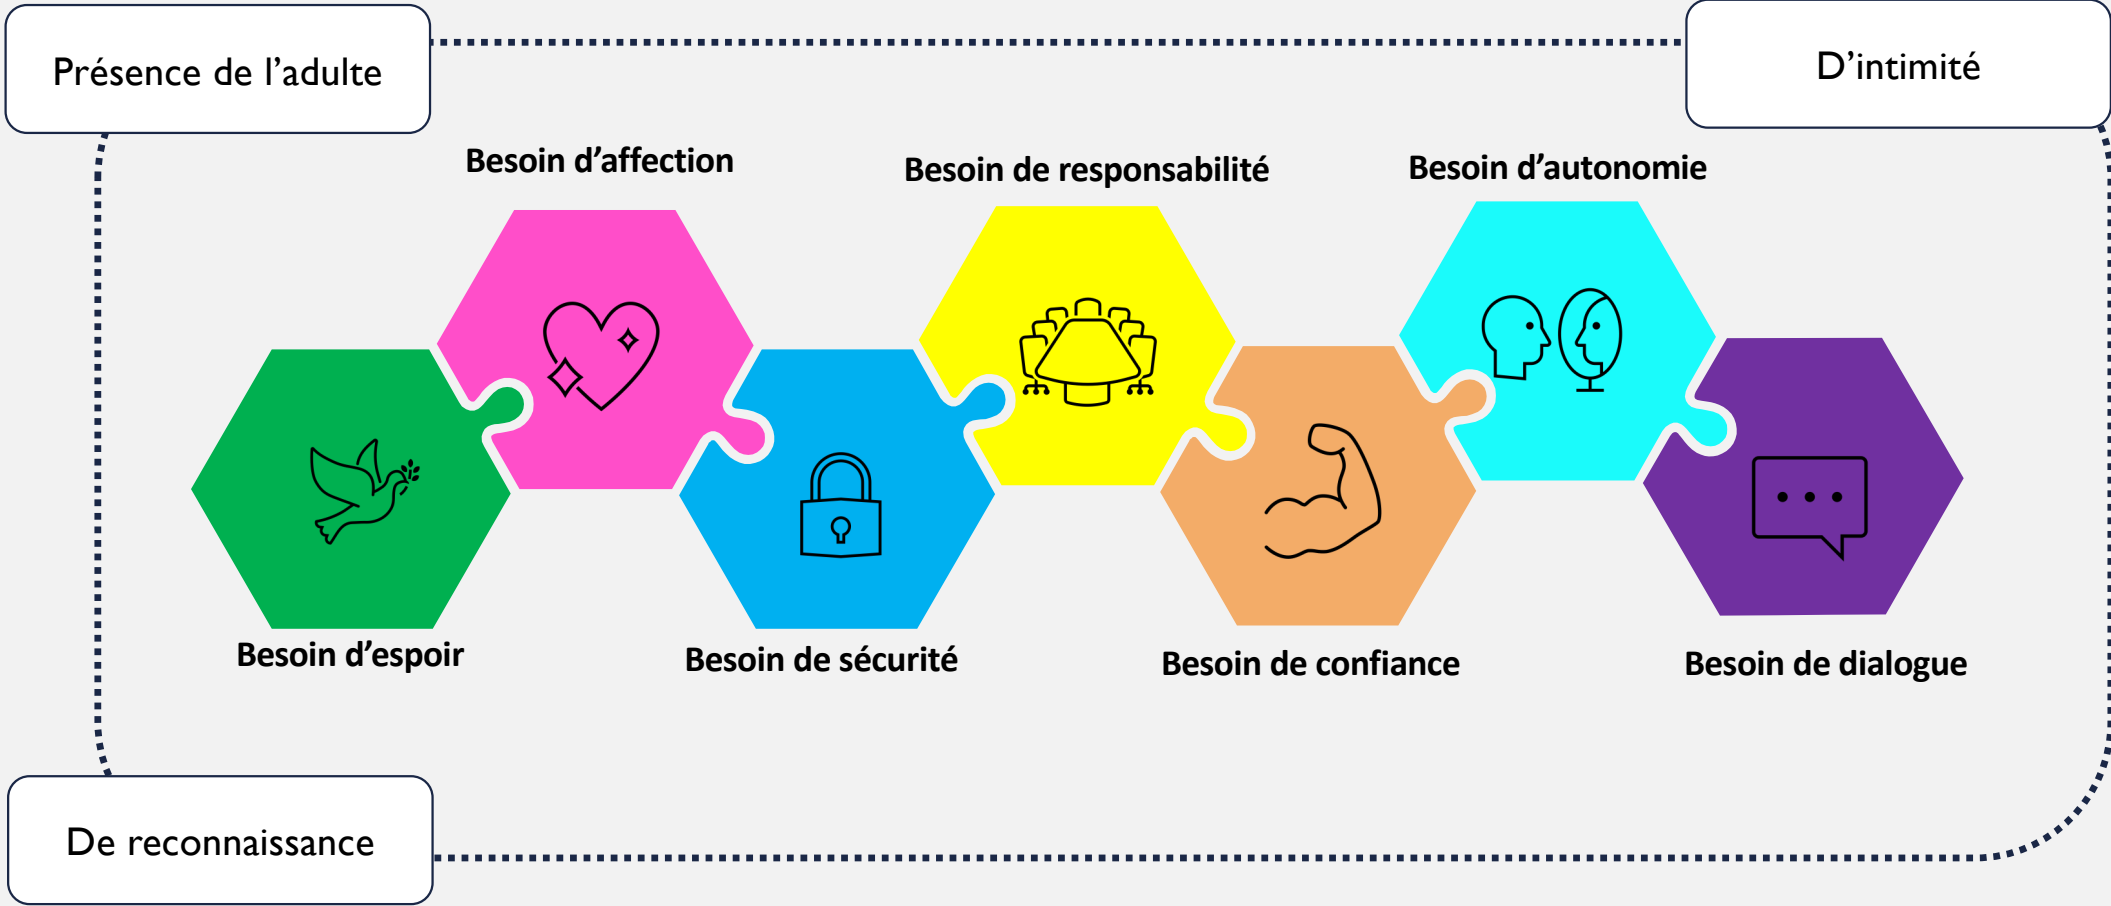 Présence de l’adulte
D’intimité
Besoin d’affection
Besoin de responsabilité
Besoin d’autonomie
Besoin d’espoir
Besoin de sécurité
Besoin de confiance
Besoin de dialogue
De reconnaissance